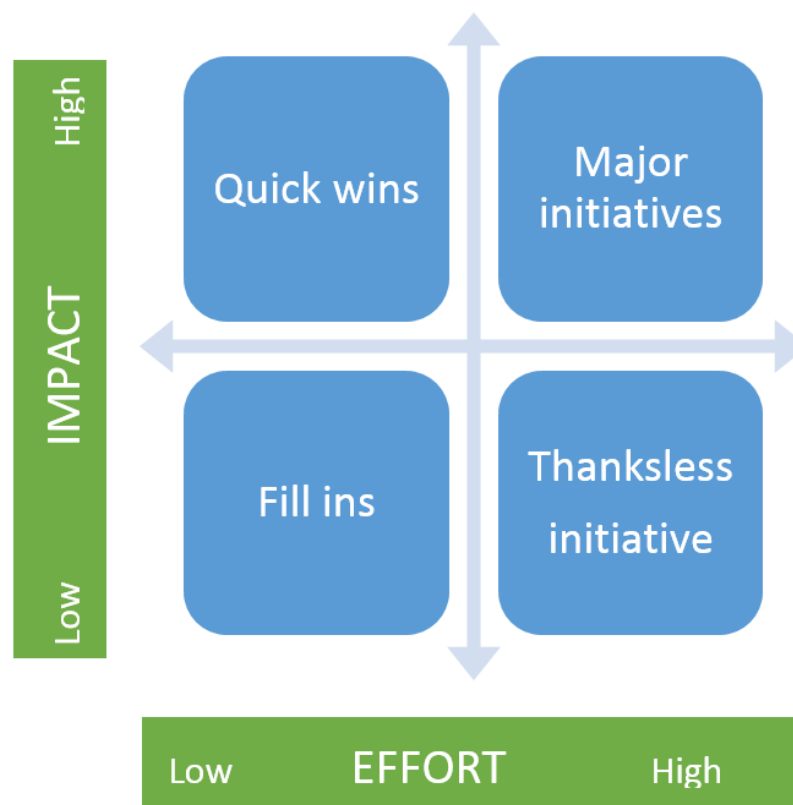 High
IMPACT
Low
Quick wins
Major
initiatives
Fill ins
Thanksless
initiative
Low
EFFORT
High